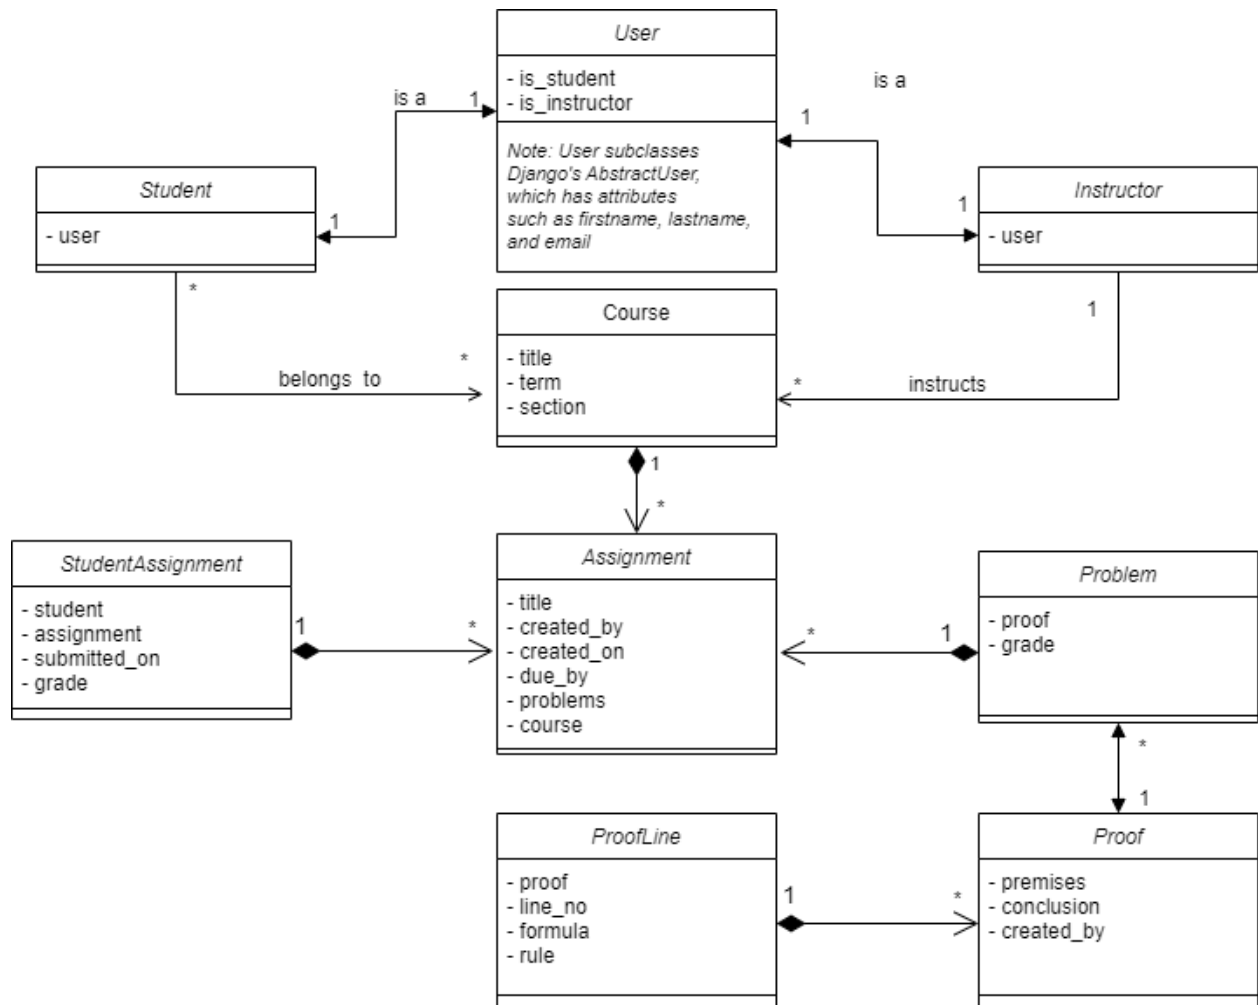 User
- is_student
- is_instructor
Note: User subclasses
Django's AbstractUser,
which has attributes
such as firstname, lastname,
and email
is a
1
1
is a
1
1
Student
- user
Instructor
- user
*
*
belongs to
Course
- title
- term
- section
1
*
instructs
1
*
StudentAssignment
- student
- assignment
- submitted_on
- grade
1
*
Assignment
- title
- created_by
- created_on
- due_by
- problems
- course
*
1
Problem
- proof
- grade
*
1
ProofLine
- proof
- line_no
- formula
- rule
1
*
Proof
- premises
- conclusion
- created_by